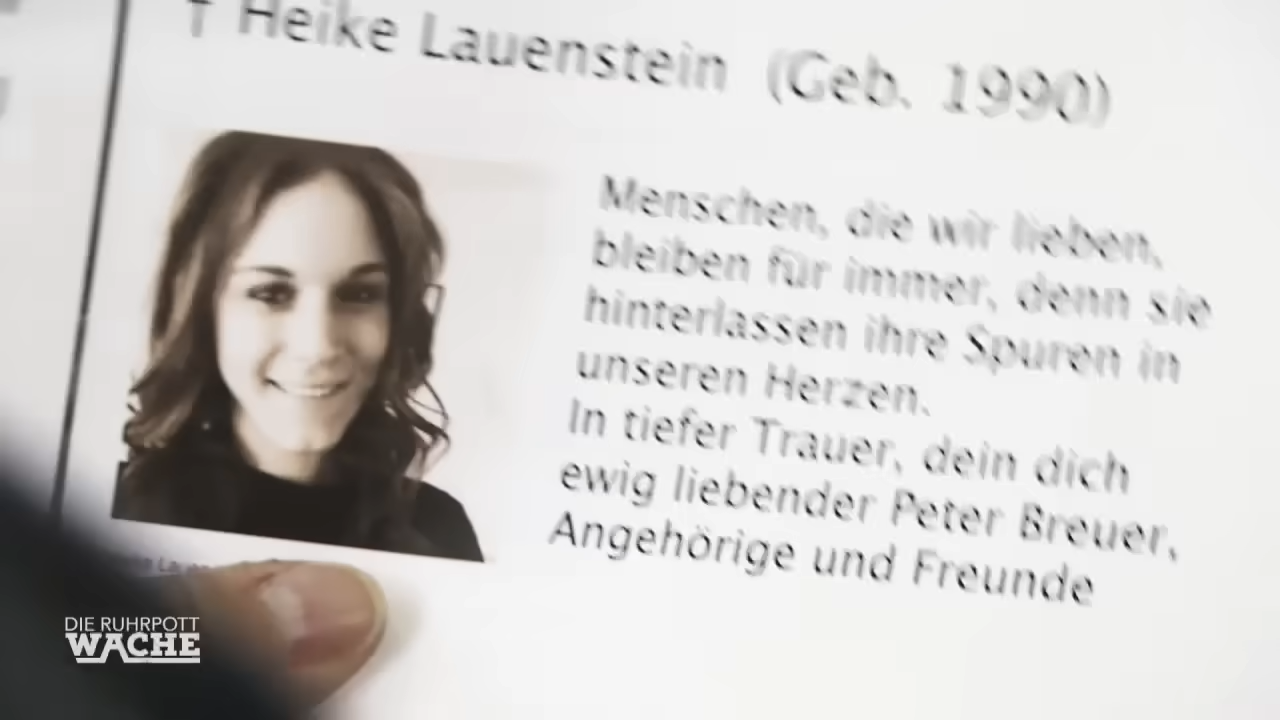 † Heike Lauenstein (Geb. 1990)
Menschen, die wir lieben,
bleiben für immer, denn sie
hinterlassen ihre Spuren in
unseren Herzen.
In tiefer Trauer, dein dich
ewig liebender Peter Breuer,
Angehörige und Freunde
DIE RUHRPOTT
WACHE